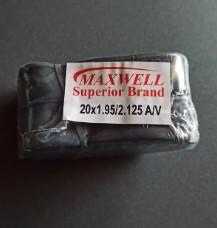 MAXWELL
Superior Brand
20x1.95/2.125 A/V